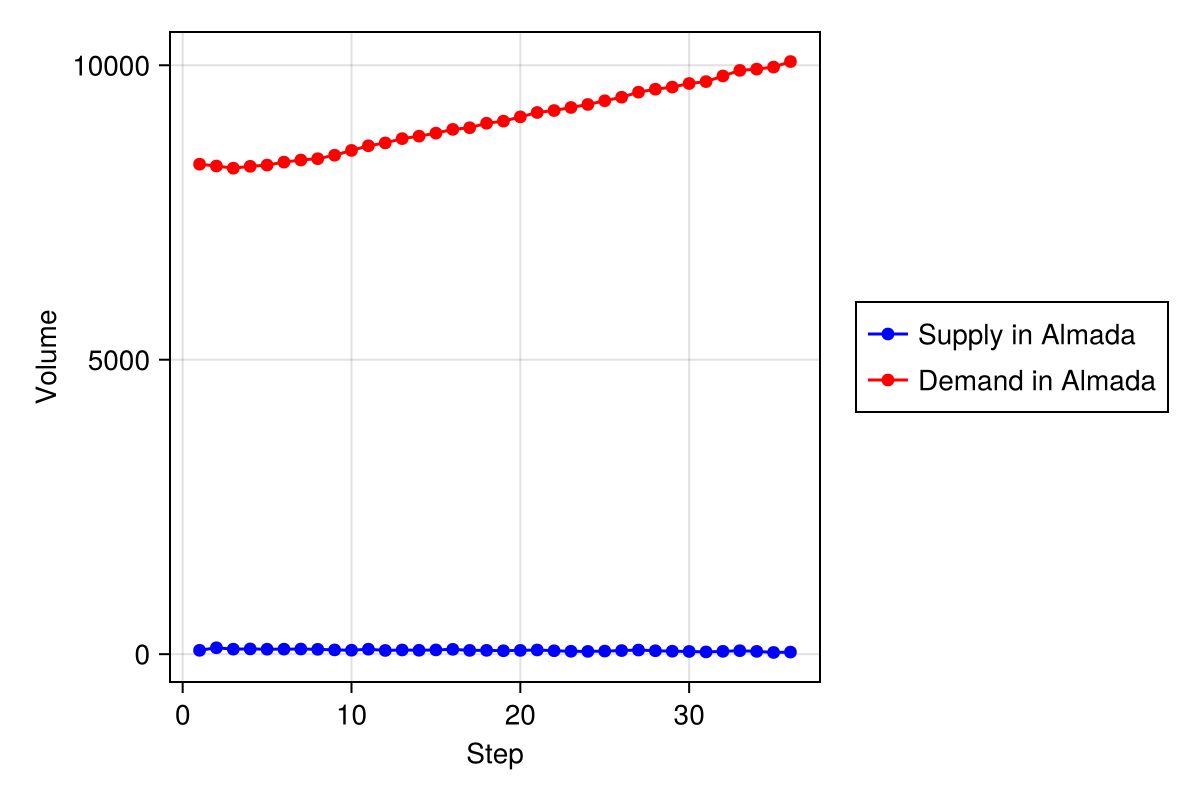 10000
5000
0
Volume
0 10 20 30
Step
Supply in Almada
Demand in Almada